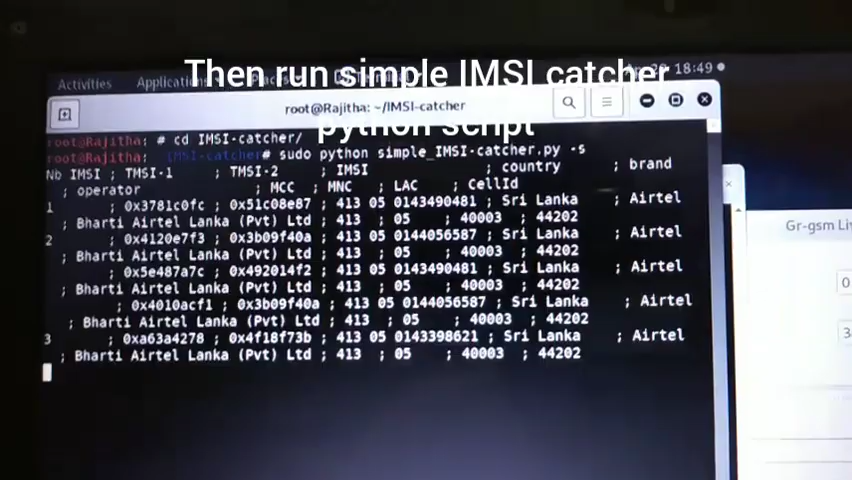 Then run simple IMSI catcher
python script
Activities
Applications
18:49
root@Rajitha: ~/IMSI-catcher
root@Rajitha: # cd IMSI-catcher/
root@Rajitha: IMSI-catcher# sudo python simple_IMSI-catcher.py -s
Nb IMSI ; TMSI-1 ; TMSI-2 ; IMSI ; country ; brand
; operator ; MCC ; MNC ; LAC ; CellId
1 ; 0x3781c0fc ; 0x51c08e87 ; 413 05 0143490481 ; Sri Lanka ; Airtel
; Bharti Airtel Lanka (Pvt) Ltd ; 413 ; 05 ; 40003 ; 44202
2 ; 0x4120e7f3 ; 0x3b09f40a ; 413 05 0144056587 ; Sri Lanka ; Airtel
; Bharti Airtel Lanka (Pvt) Ltd ; 413 ; 05 ; 40003 ; 44202
; 0x5e487a7c ; 0x492014f2 ; 413 05 0143490481 ; Sri Lanka ; Airtel
; Bharti Airtel Lanka (Pvt) Ltd ; 413 ; 05 ; 40003 ; 44202
; 0x4010acf1 ; 0x3b09f40a ; 413 05 0144056587 ; Sri Lanka ; Airtel
; Bharti Airtel Lanka (Pvt) Ltd ; 413 ; 05 ; 40003 ; 44202
3 ; 0xa63a4278 ; 0x4f18f73b ; 413 05 0143398621 ; Sri Lanka ; Airtel
; Bharti Airtel Lanka (Pvt) Ltd ; 413 ; 05 ; 40003 ; 44202
Gr-gsm